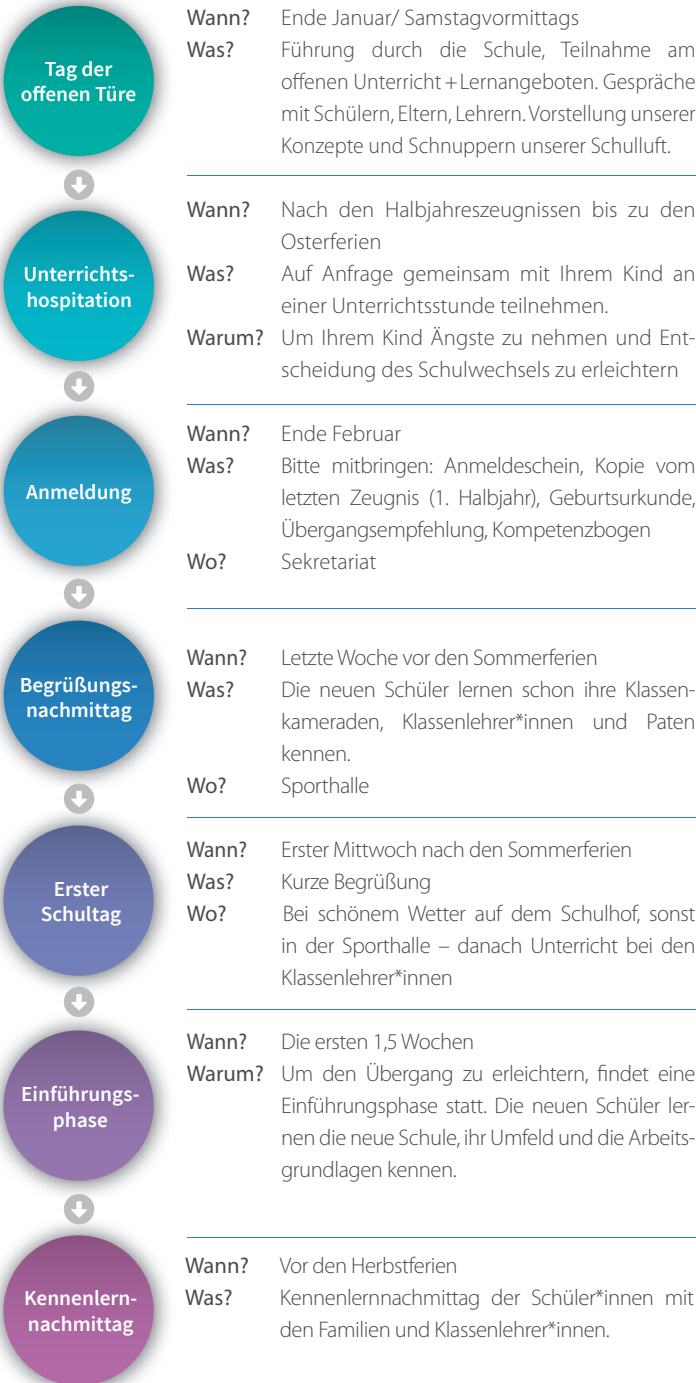 Tag der
offenen Türe
Wann? Ende Januar/ Samstagvormittags
Was? Führung durch die Schule, Teilnahme am
offenen Unterricht + Lernangeboten. Gespräche
mit Schülern, Eltern, Lehrern. Vorstellung unserer
Konzepte und Schnuppern unserer Schulluft.
Unterrichts-
hospitation
Wann? Nach den Halbjahreszeugnissen bis zu den
Osterferien
Was? Auf Anfrage gemeinsam mit Ihrem Kind an
einer Unterrichtsstunde teilnehmen.
Warum? Um Ihrem Kind Ängste zu nehmen und Ent-
scheidung des Schulwechsels zu erleichtern
Anmeldung
Wann? Ende Februar
Was? Bitte mitbringen: Anmeldeschein, Kopie vom
letzten Zeugnis (1. Halbjahr), Geburtsurkunde,
Übergangsempfehlung, Kompetenzbogen
Wo? Sekretariat
Begrüßungs-
nachmittag
Wann? Letzte Woche vor den Sommerferien
Was? Die neuen Schüler lernen schon ihre Klassen-
kameraden, Klassenlehrer*innen und Paten
kennen.
Wo? Sporthalle
Erster
Schultag
Wann? Erster Mittwoch nach den Sommerferien
Was? Kurze Begrüßung
Wo? Bei schönem Wetter auf dem Schulhof, sonst
in der Sporthalle – danach Unterricht bei den
Klassenlehrer*innen
Einführungs-
phase
Wann? Die ersten 1,5 Wochen
Warum? Um den Übergang zu erleichtern, findet eine
Einführungsphase statt. Die neuen Schüler ler-
nen die neue Schule, ihr Umfeld und die Arbeits-
grundlagen kennen.
Kennenlern-
nachmittag
Wann? Vor den Herbstferien
Was? Kennenlernnachmittag der Schüler*innen mit
den Familien und Klassenlehrer*innen.